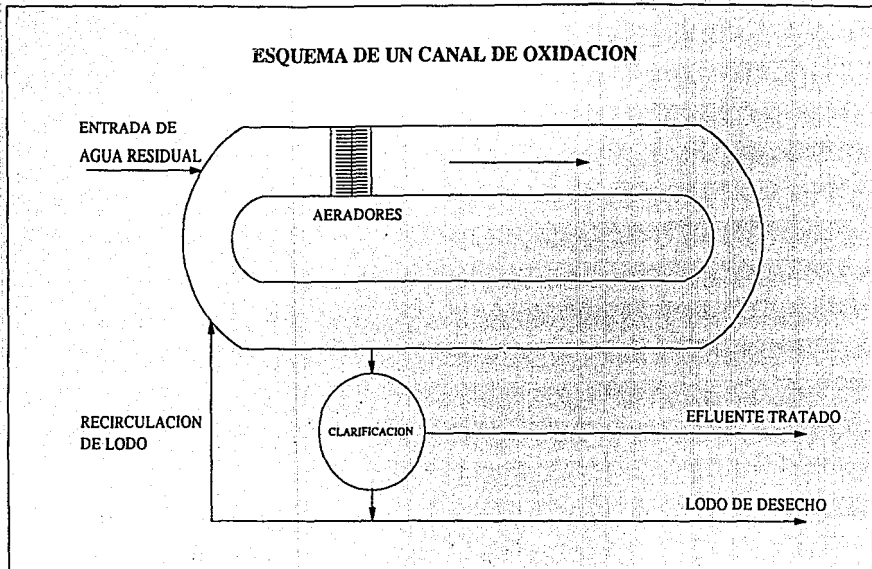 ESQUEMA DE UN CANAL DE OXIDACION
ENTRADA DE
AGUA RESIDUAL
AERADORES
RECIRCULACION
DE LODO
CLARIFICACION
EFLUENTE TRATADO
LODO DE DESECHO